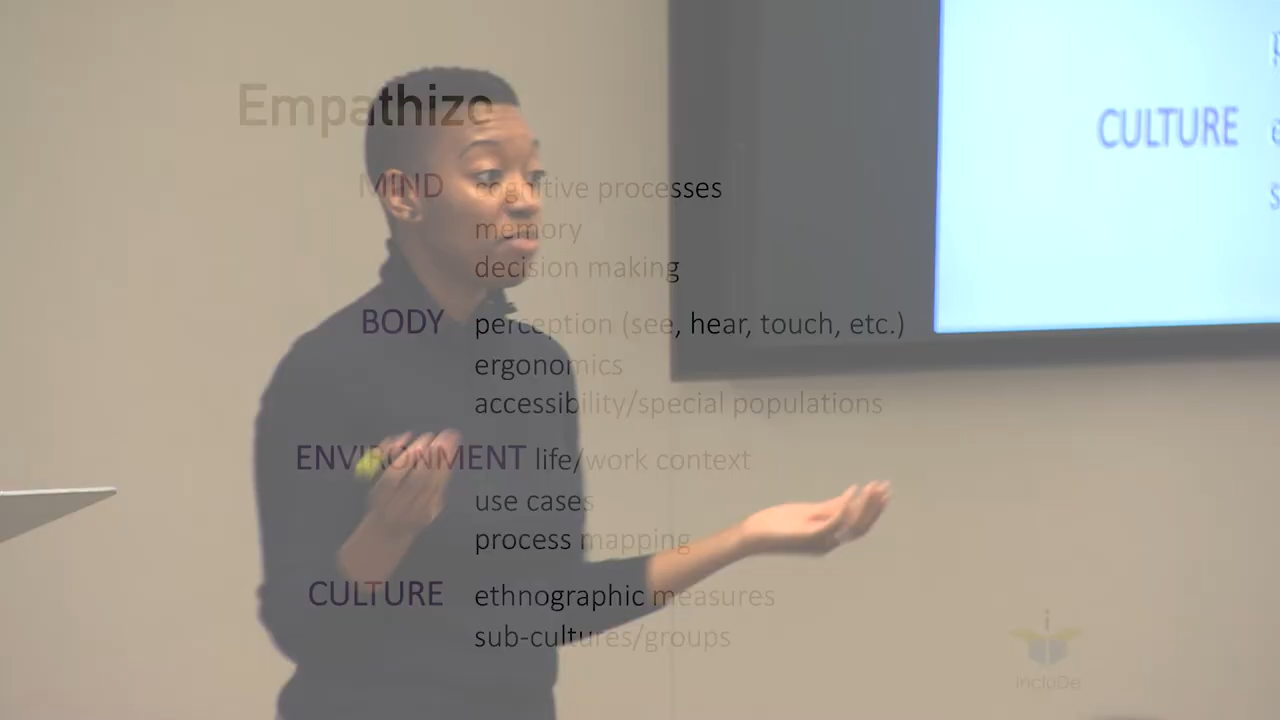 Empathize
MIND cognitive processes
memory
decision making
BODY perception (see, hear, touch, etc.)
ergonomics
accessibility/special populations
ENVIRONMENT life/work context
use cases
process mapping
CULTURE ethnographic measures
sub-cultures/groups
CULTURE
incluDe